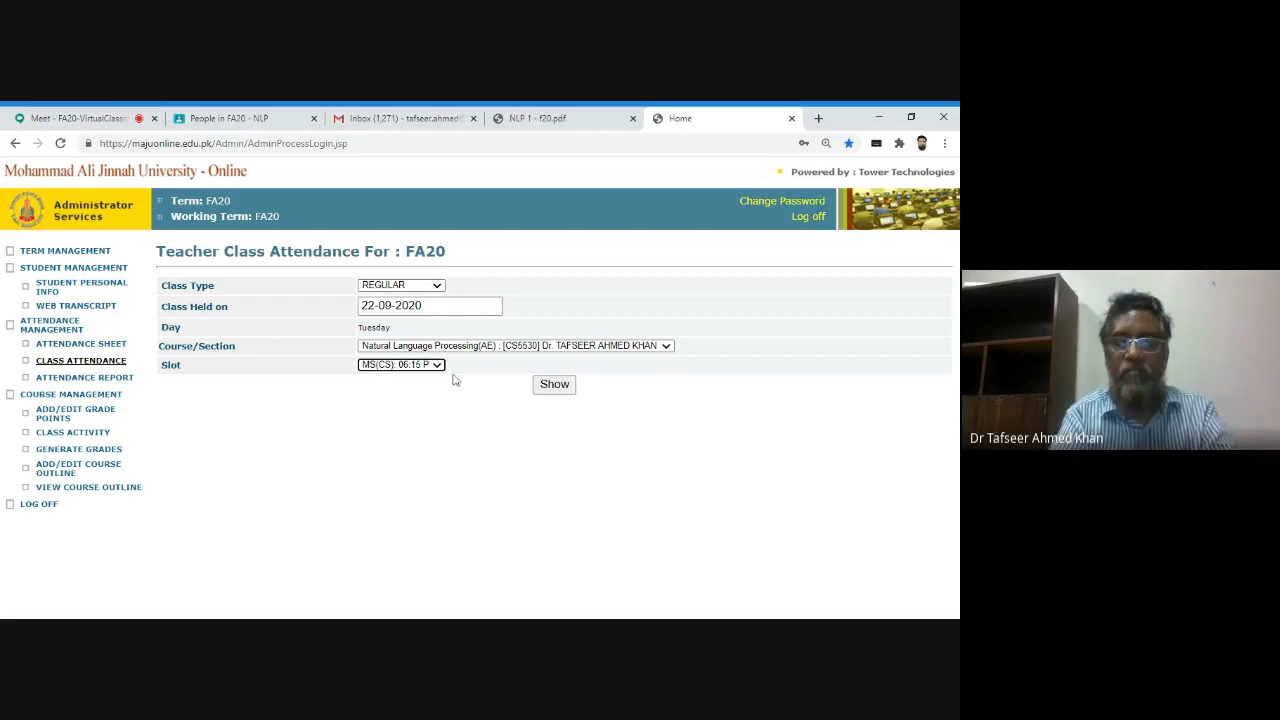 Meet - FA20-VirtualClassr
People in FA20 - NLP
Inbox (1,271) - tafseer.ahmed
NLP 1 - f20.pdf
Home
https://majuonline.edu.pk/Admin/AdminProcessLogin.jsp
Mohammad Ali Jinnah University - Online
Powered by : Tower Technologies
Administrator
Services
Term: FA20
Working Term: FA20
Change Password
Log off
TERM MANAGEMENT
STUDENT MANAGEMENT
STUDENT PERSONAL
INFO
WEB TRANSCRIPT
ATTENDANCE
MANAGEMENT
ATTENDANCE SHEET
CLASS ATTENDANCE
ATTENDANCE REPORT
COURSE MANAGEMENT
ADD/EDIT GRADE
POINTS
CLASS ACTIVITY
GENERATE GRADES
ADD/EDIT COURSE
OUTLINE
VIEW COURSE OUTLINE
LOG OFF
Teacher Class Attendance For : FA20
Class Type REGULAR
Class Held on 22-09-2020
Day Tuesday
Course/Section Natural Language Processing(AE) : [CS5530] Dr. TAFSEER AHMED KHAN
Slot MS(CS): 06:15 P
Show
Dr Tafseer Ahmed Khan